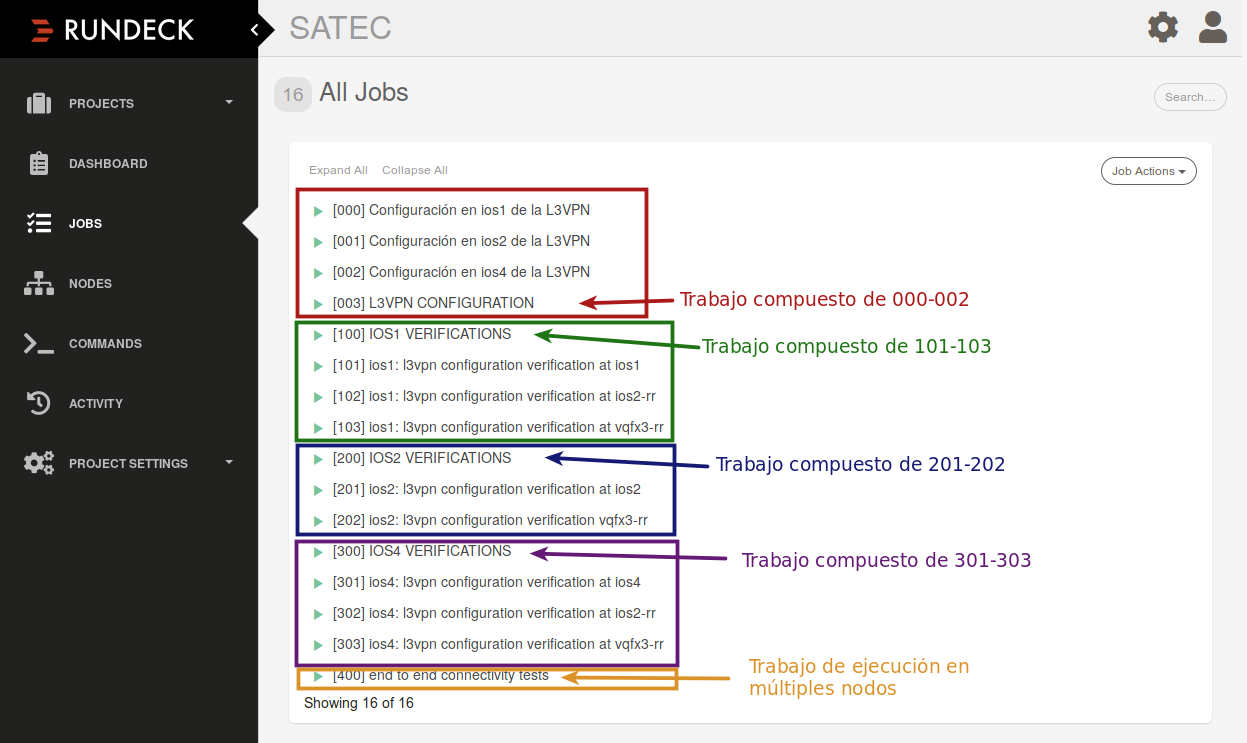 RUNDECK
SATEC
PROJECTS
DASHBOARD
JOBS
NODES
COMMANDS
ACTIVITY
PROJECT SETTINGS
16 All Jobs
Search...
Expand All Collapse All
Job Actions
[000] Configuración en ios1 de la L3VPN
[001] Configuración en ios2 de la L3VPN
[002] Configuración en ios4 de la L3VPN
[003] L3VPN CONFIGURATION
Trabajo compuesto de 000-002
[100] IOS1 VERIFICATIONS
Trabajo compuesto de 101-103
[101] ios1: l3vpn configuration verification at ios1
[102] ios1: l3vpn configuration verification at ios2-rr
[103] ios1: l3vpn configuration verification at vqfx3-rr
[200] IOS2 VERIFICATIONS
Trabajo compuesto de 201-202
[201] ios2: l3vpn configuration verification at ios2
[202] ios2: l3vpn configuration verification vqfx3-rr
[300] IOS4 VERIFICATIONS
Trabajo compuesto de 301-303
[301] ios4: l3vpn configuration verification at ios4
[302] ios4: l3vpn configuration verification at ios2-rr
[303] ios4: l3vpn configuration verification at vqfx3-rr
[400] end to end connectivity tests
Trabajo de ejecución en
múltiples nodos
Showing 16 of 16